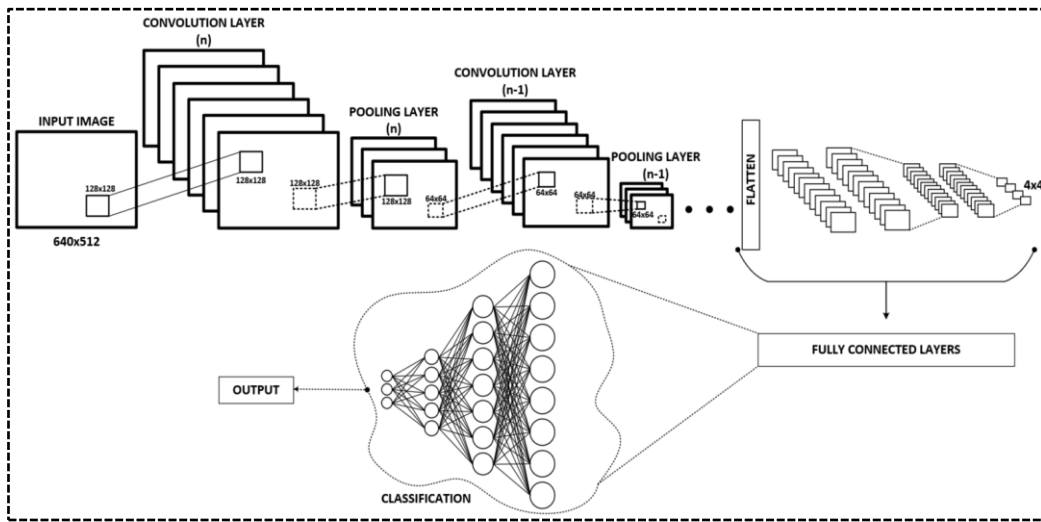 CONVOLUTION LAYER
(n)
INPUT IMAGE
128x128
640x512
128x128
128x128
POOLING LAYER
(n)
128x128
64x64
CONVOLUTION LAYER
(n-1)
64x64
64x64
POOLING LAYER
(n-1)
64x64
FLATTEN
4x4
FULLY CONNECTED LAYERS
OUTPUT
CLASSIFICATION